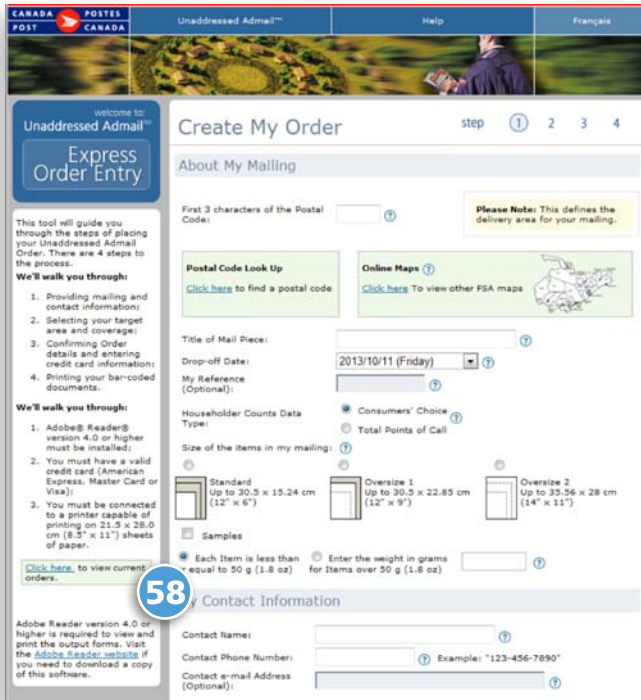 CANADA POSTES
POST CANADA
Unaddressed Admail™
Help
Français
welcome to:
Unaddressed Admail™
Express
Order Entry
This tool will guide you
through the steps of placing
your Unaddressed Admail
Order. There are 4 steps to
the process.
We'll walk you through:
1. Providing mailing and
contact information;
2. Selecting your target
area and coverage;
3. Confirming Order
details and entering
credit card information;
4. Printing your bar-coded
documents.
We'll walk you through:
1. Adobe® Reader®
version 4.0 or higher
must be installed;
2. You must have a valid
credit card (American
Express, Master Card or
Visa);
3. You must be connected
to a printer capable of
printing on 21.5 x 28.0
cm (8.5" x 11") sheets
of paper.
Click here to view current
orders.
Adobe Reader version 4.0 or
higher is required to view and
print the output forms. Visit
the Adobe Reader website if
you need to download a copy
of this software.
Create My Order
step 1 2 3 4
About My Mailing
First 3 characters of the Postal
Code: ?
Please Note: This defines the
delivery area for your mailing.
Postal Code Look Up
Click here to find a postal code
Online Maps ?
Click here To view other FSA maps
Title of Mail Piece: ?
Drop-off Date: 2013/10/11 (Friday) ?
My Reference
(Optional): ?
Householder Counts Data
Type:
Consumers' Choice ?
Total Points of Call
Size of the items in my mailing: ?
Standard
Up to 30.5 x 15.24 cm
(12" x 6")
Oversize 1
Up to 30.5 x 22.85 cm
(12" x 9")
Oversize 2
Up to 35.56 x 28 cm
(14" x 11")
Samples
Each Item is less than
r equal to 50 g (1.8 oz)
Enter the weight in grams
for Items over 50 g (1.8 oz) ?
58
y Contact Information
Contact Name: ?
Contact Phone Number: ? Example: "123-456-7890"
Contact e-mail Address
(Optional): ?